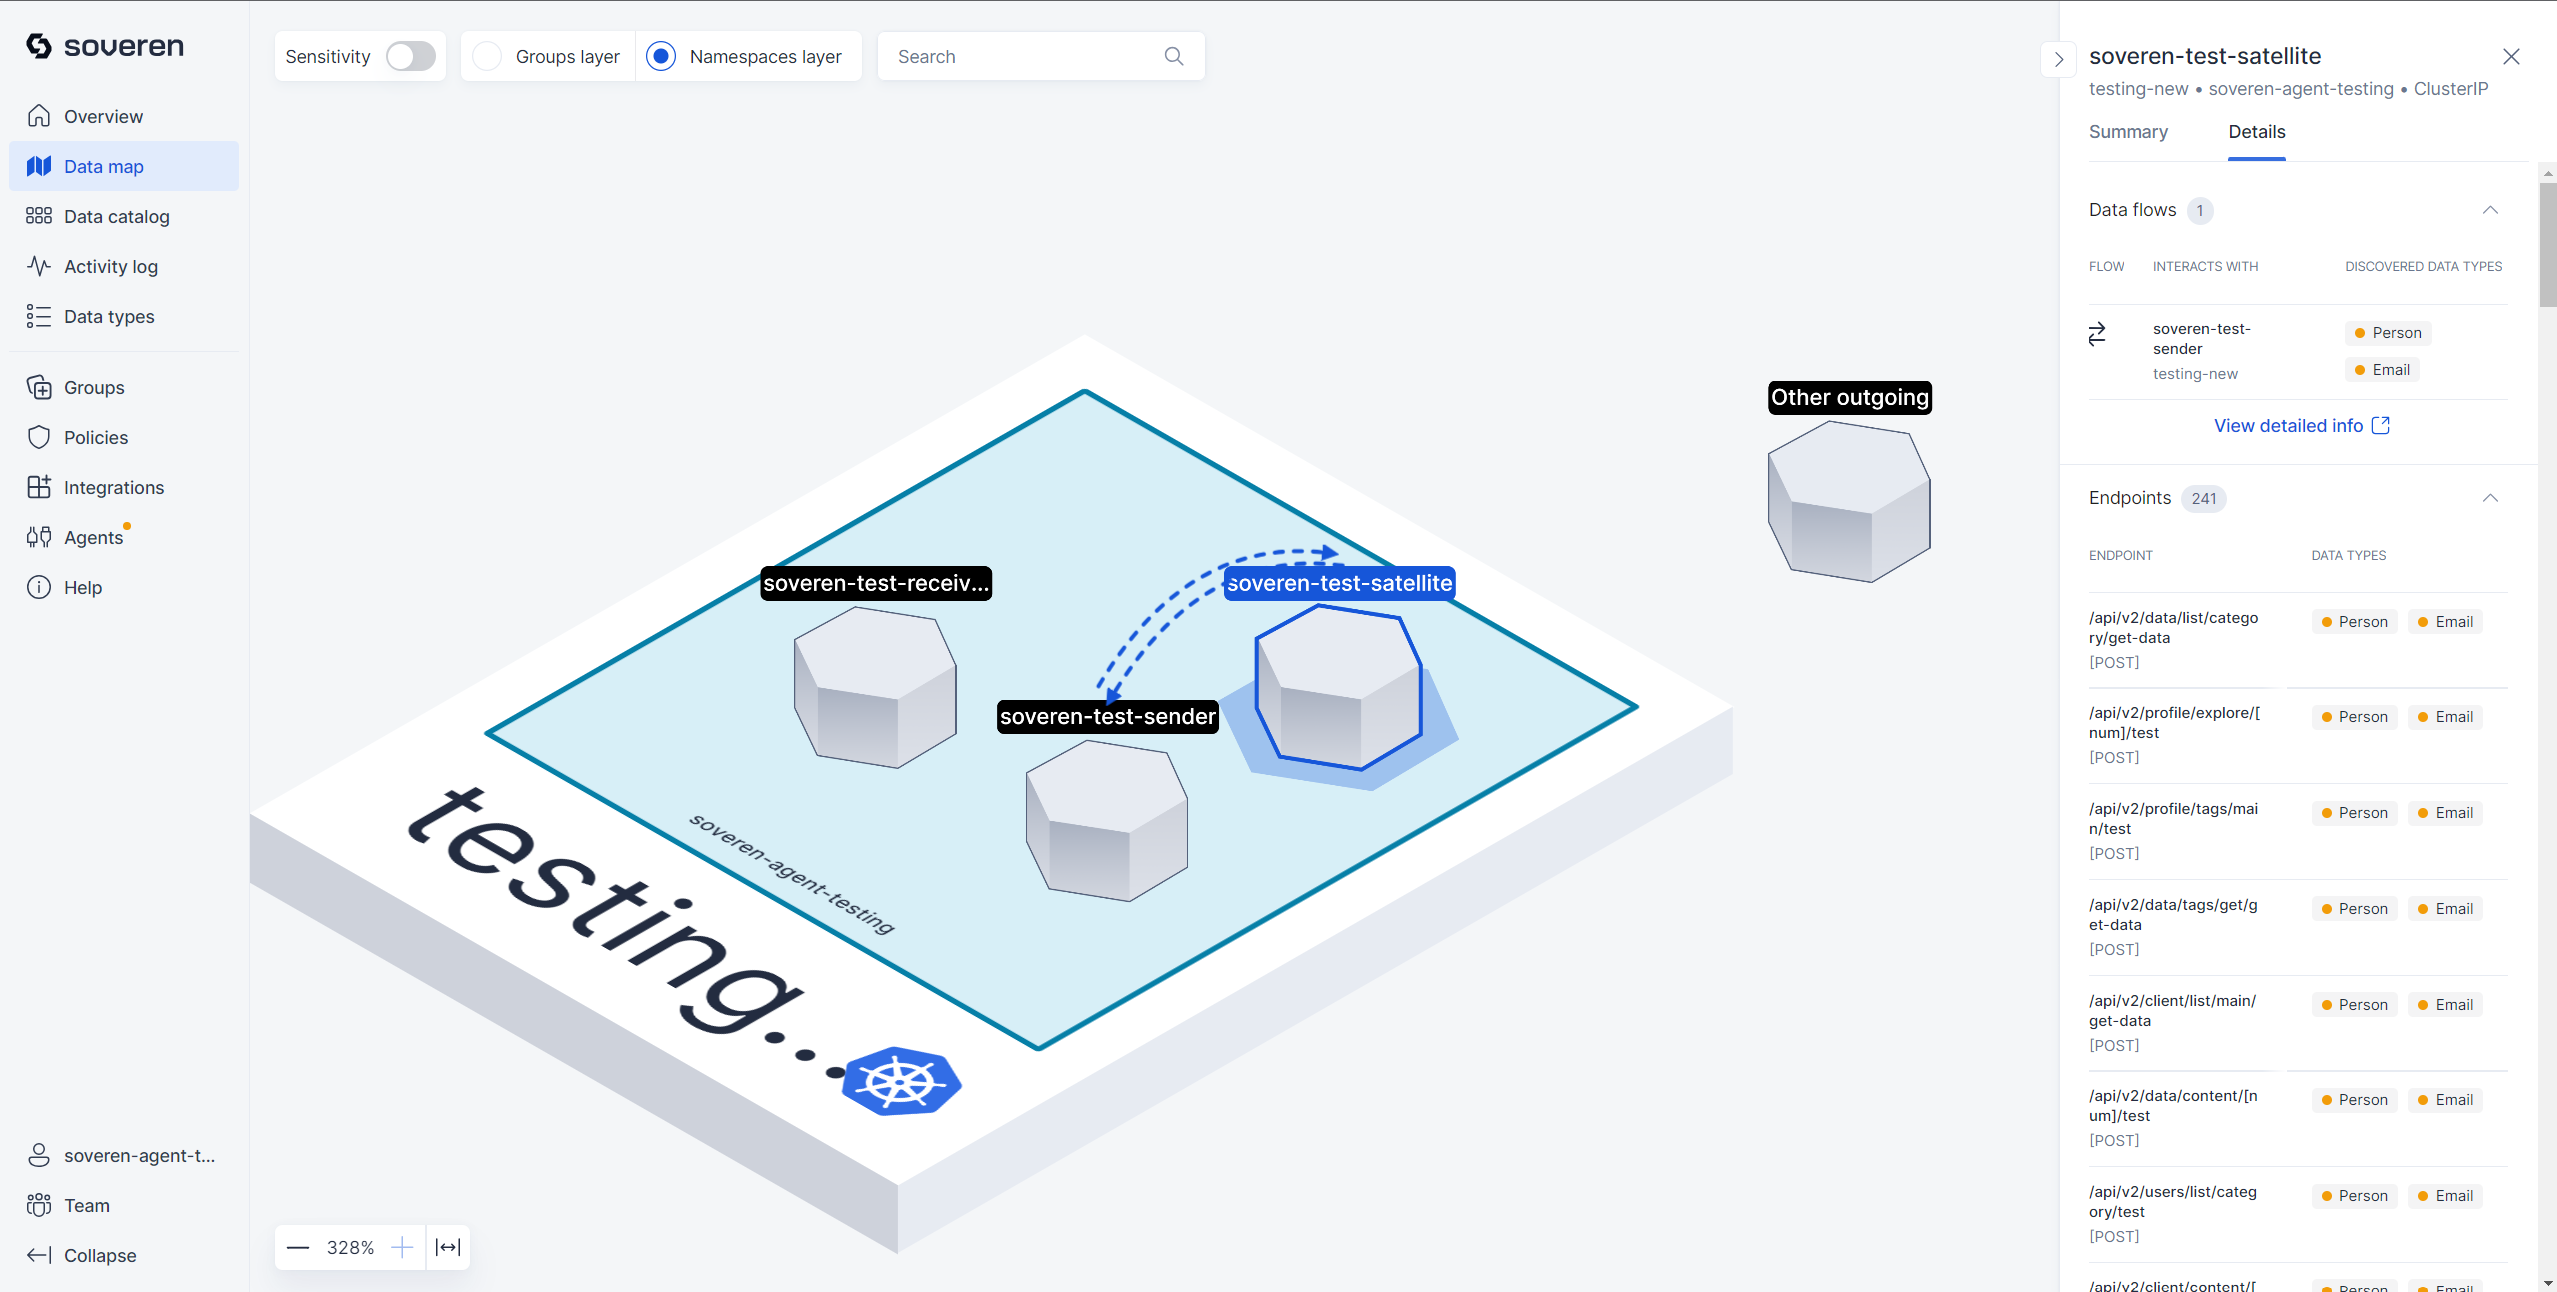 soveren
Overview
Data map
Data catalog
Activity log
Data types
Groups
Policies
Integrations
Agents
Help
soveren-agent-t...
Team
Collapse
Sensitivity
Groups layer
Namespaces layer
Search
Other outgoing
soveren-test-receiv...
soveren-test-satellite
soveren-test-sender
soveren-agent-testing
testing...
328%
soveren-test-satellite
testing-new • soveren-agent-testing • ClusterIP
Summary Details
Data flows 1
FLOW INTERACTS WITH DISCOVERED DATA TYPES
soveren-test-
sender
testing-new
Person
Email
View detailed info
Endpoints 241
ENDPOINT DATA TYPES
/api/v2/data/list/catego
ry/get-data
[POST]
Person Email
/api/v2/profile/explore/[
num]/test
[POST]
Person Email
/api/v2/profile/tags/mai
n/test
[POST]
Person Email
/api/v2/data/tags/get/g
et-data
[POST]
Person Email
/api/v2/client/list/main/
get-data
[POST]
Person Email
/api/v2/data/content/[n
um]/test
[POST]
Person Email
/api/v2/users/list/categ
ory/test
[POST]
Person Email
/api/v2/client/content/[
Person Email